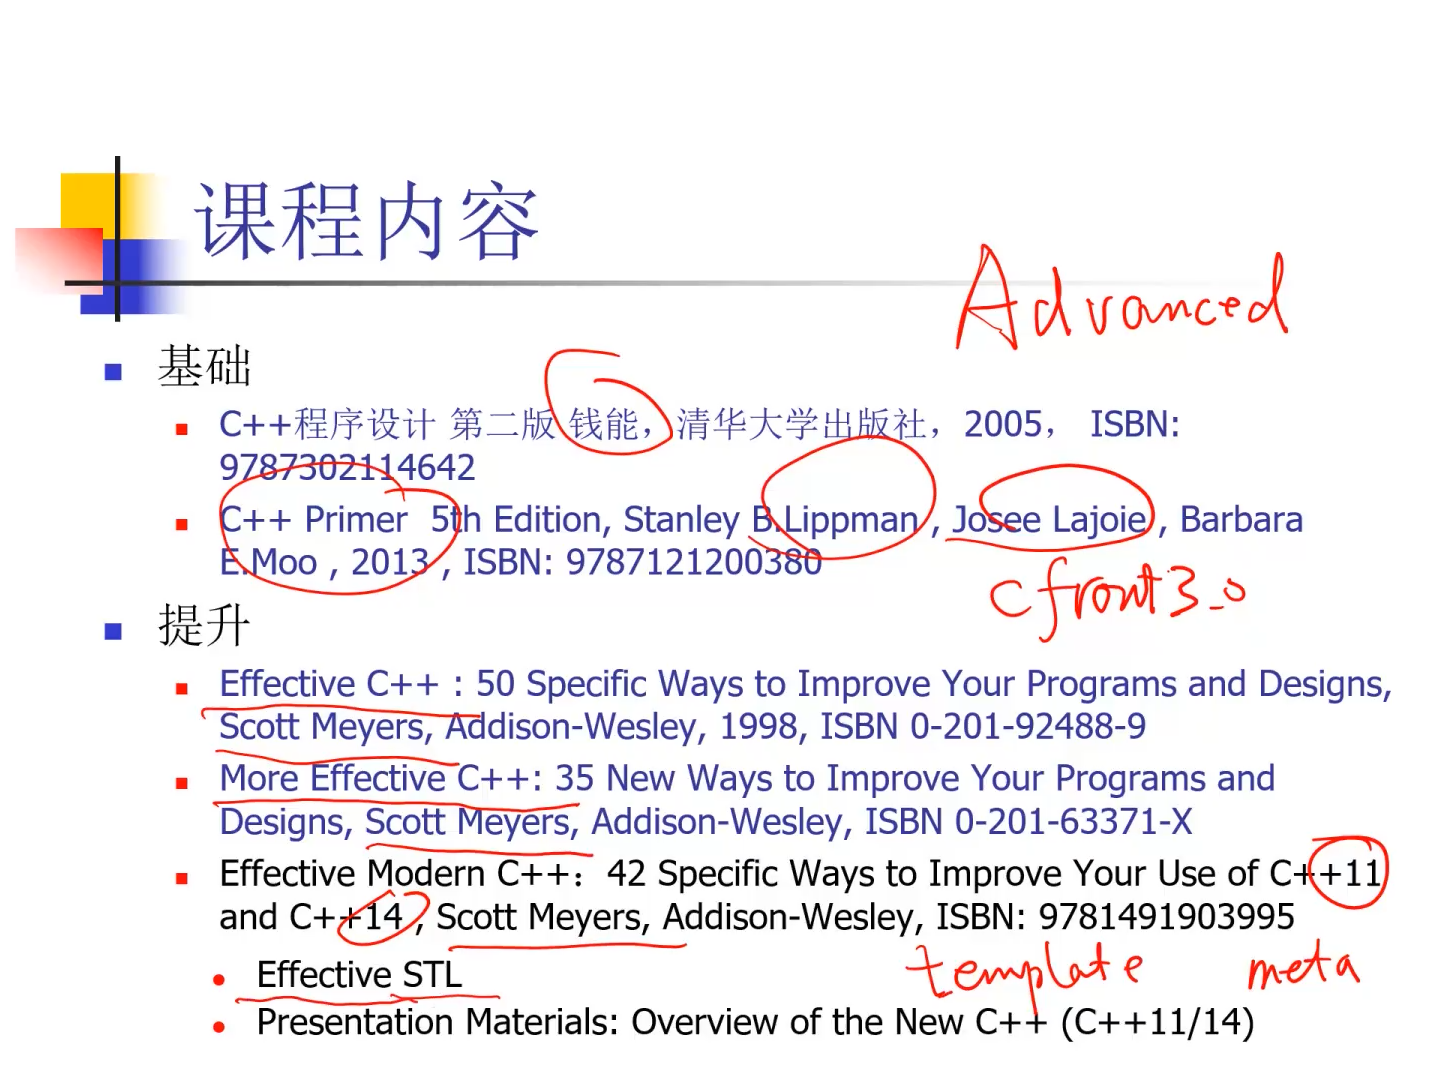 课程内容
Advanced
基础
C++程序设计 第二版 钱能，清华大学出版社，2005， ISBN:
9787302114642
C++ Primer 5th Edition, Stanley B.Lippman , Josee Lajoie , Barbara
E.Moo , 2013 , ISBN: 9787121200380
cfront3.0
提升
Effective C++ : 50 Specific Ways to Improve Your Programs and Designs,
Scott Meyers, Addison-Wesley, 1998, ISBN 0-201-92488-9
More Effective C++: 35 New Ways to Improve Your Programs and
Designs, Scott Meyers, Addison-Wesley, ISBN 0-201-63371-X
Effective Modern C++：42 Specific Ways to Improve Your Use of C++11
and C++14 , Scott Meyers, Addison-Wesley, ISBN: 9781491903995
template meta
Effective STL
Presentation Materials: Overview of the New C++ (C++11/14)